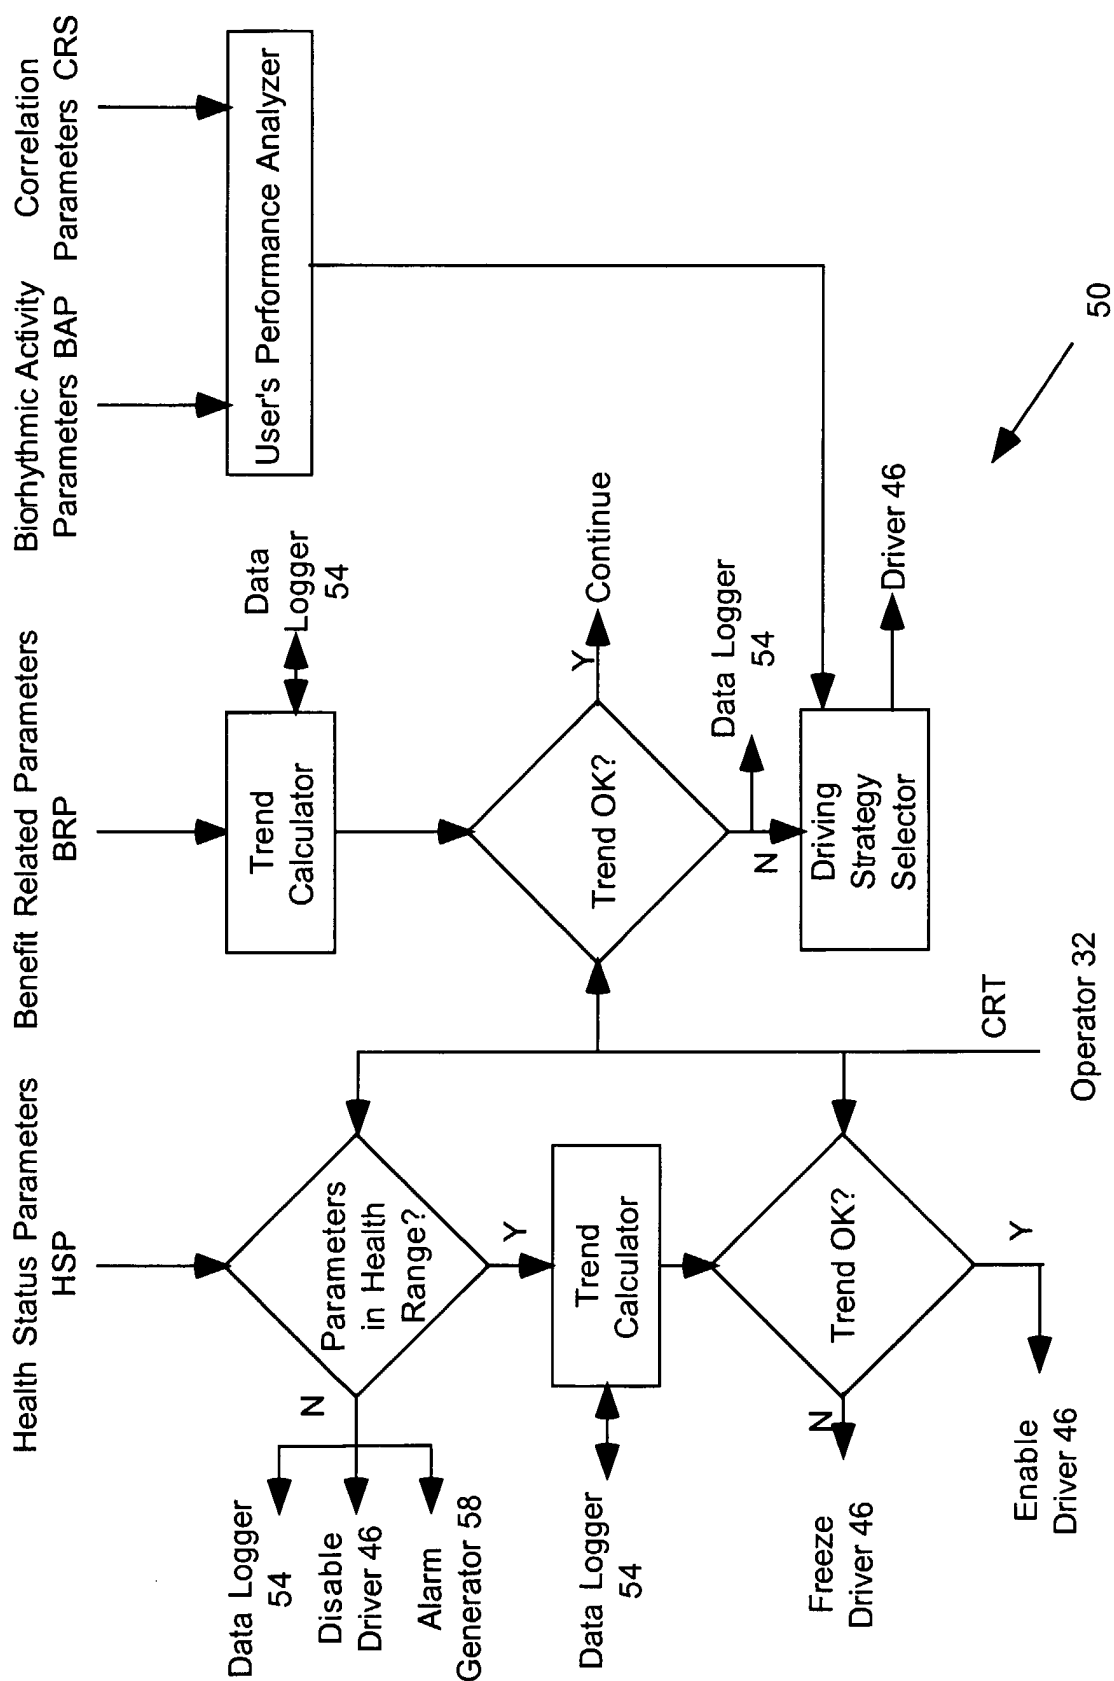 Health Status Parameters
HSP
Benefit Related Parameters
BRP
Biorhythmic Activity
Parameters BAP
Correlation
Parameters CRS
Parameters
in Health
Range?
N
Data Logger
54
Disable
Driver 46
Alarm
Generator 58
Y
Trend
Calculator
Data Logger
54
Trend OK?
N
Freeze
Driver 46
Y
Enable
Driver 46
CRT
Operator 32
Trend
Calculator
Data
Logger
54
Trend OK?
Y
Continue
N
Data Logger
54
Driving
Strategy
Selector
Driver 46
User's Performance Analyzer
50